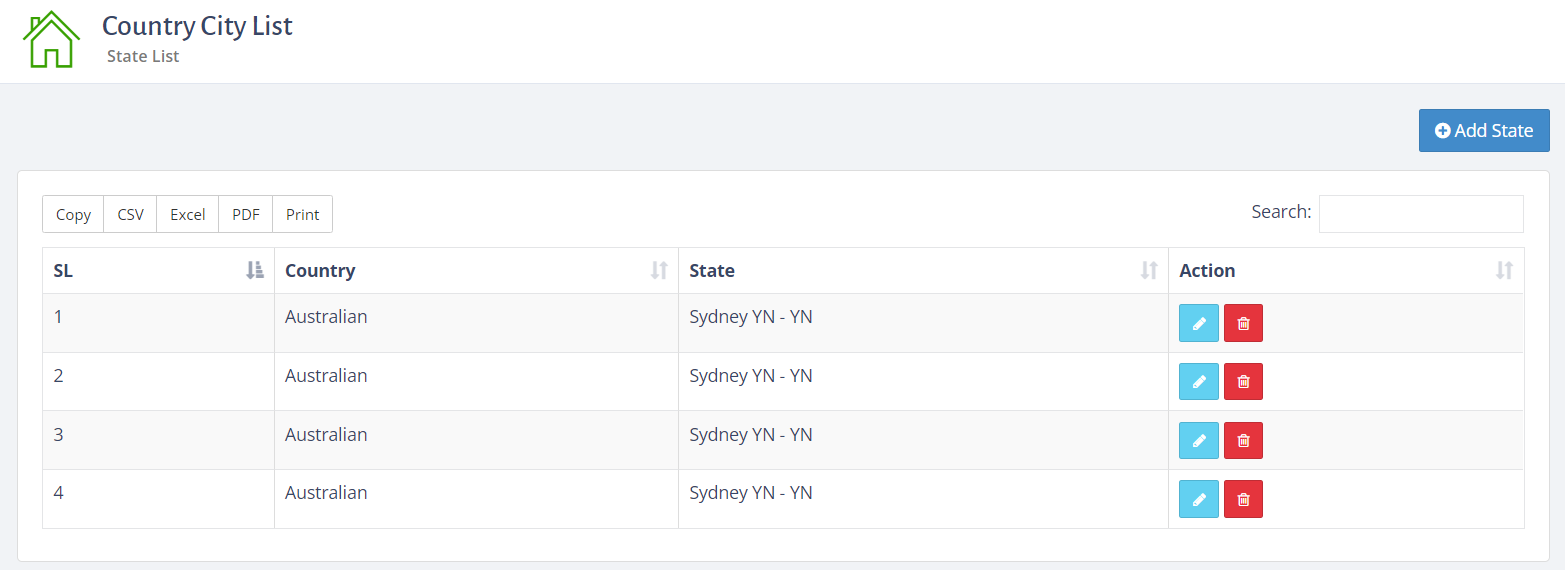 Country City List
State List
Add State
Copy CSV Excel PDF Print Search:
SL Country State Action
1 Australian Sydney YN - YN
2 Australian Sydney YN - YN
3 Australian Sydney YN - YN
4 Australian Sydney YN - YN